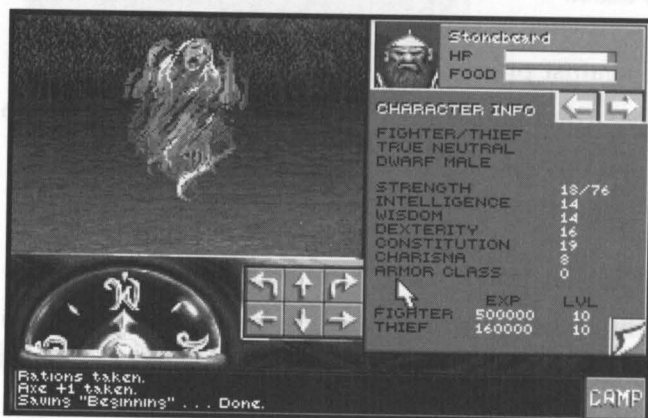 Stonebeard
HP
FOOD
CHARACTER INFO
FIGHTER/THIEF
TRUE NEUTRAL
DWARF MALE
STRENGTH 18/76
INTELLIGENCE 14
WISDOM 14
DEXTERITY 16
CONSTITUTION 19
CHARISMA 8
ARMOR CLASS 0
EXP LVL
FIGHTER 500000 10
THIEF 160000 10
W
Rations taken.
Axe +1 taken.
Saving "Beginning" . . . Done.
CAMP